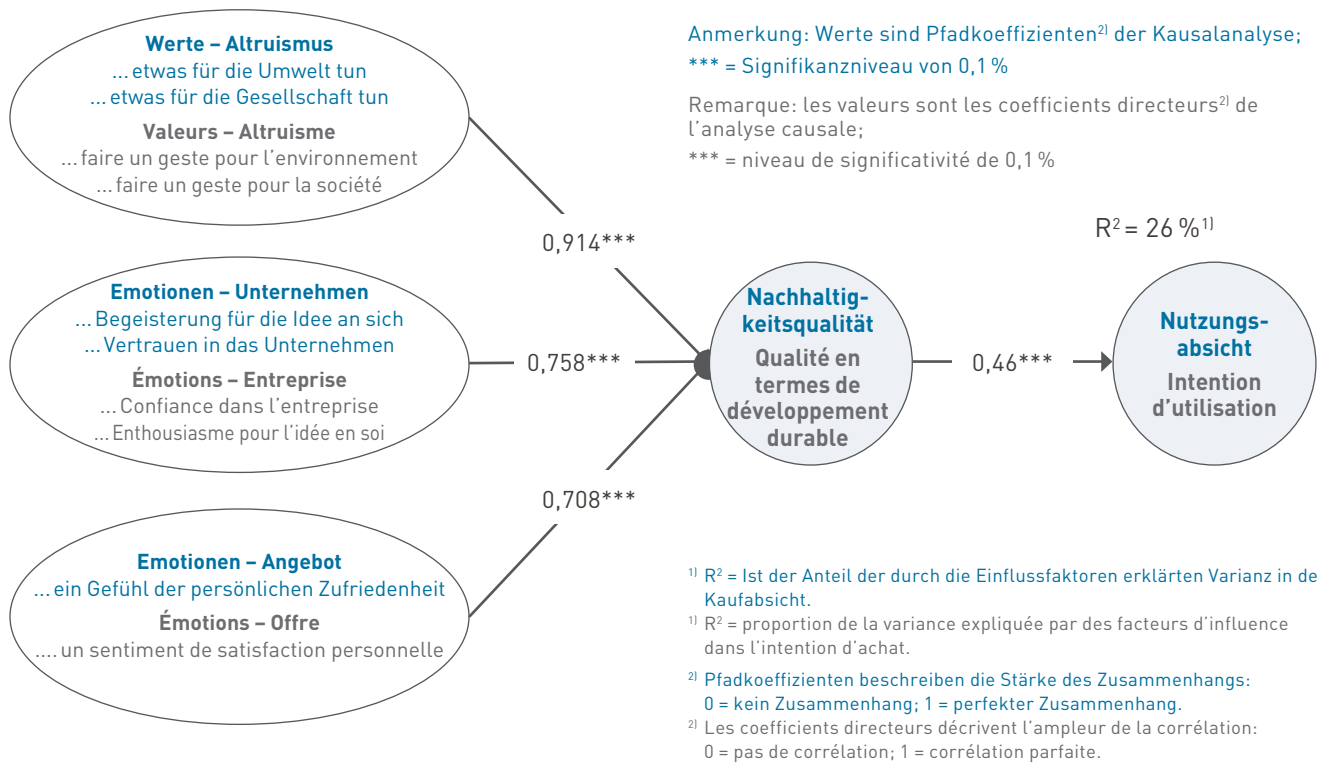 Werte – Altruismus
... etwas für die Umwelt tun
... etwas für die Gesellschaft tun
Valeurs – Altruisme
... faire un geste pour l’environnement
... faire un geste pour la société
Anmerkung: Werte sind Pfadkoeffizienten²⁾ der Kausalanalyse;
*** = Signifikanzniveau von 0,1 %
Remarque: les valeurs sont les coefficients directeurs²⁾ de
l’analyse causale;
*** = niveau de significativité de 0,1 %
0,914***
R² = 26 %¹⁾
Emotionen – Unternehmen
... Begeisterung für die Idee an sich
... Vertrauen in das Unternehmen
Émotions – Entreprise
... Confiance dans l’entreprise
... Enthousiasme pour l’idée en soi
0,758***
Nachhaltig-
keitsqualität
Qualité en
termes de
développement
durable
0,46***
Nutzungs-
absicht
Intention
d’utilisation
0,708***
Emotionen – Angebot
... ein Gefühl der persönlichen Zufriedenheit
Émotions – Offre
.... un sentiment de satisfaction personnelle
¹⁾ R² = Ist der Anteil der durch die Einflussfaktoren erklärten Varianz in de
Kaufabsicht.
¹⁾ R² = proportion de la variance expliquée par des facteurs d’influence
dans l’intention d’achat.
²⁾ Pfadkoeffizienten beschreiben die Stärke des Zusammenhangs:
0 = kein Zusammenhang; 1 = perfekter Zusammenhang.
²⁾ Les coefficients directeurs décrivent l’ampleur de la corrélation:
0 = pas de corrélation; 1 = corrélation parfaite.